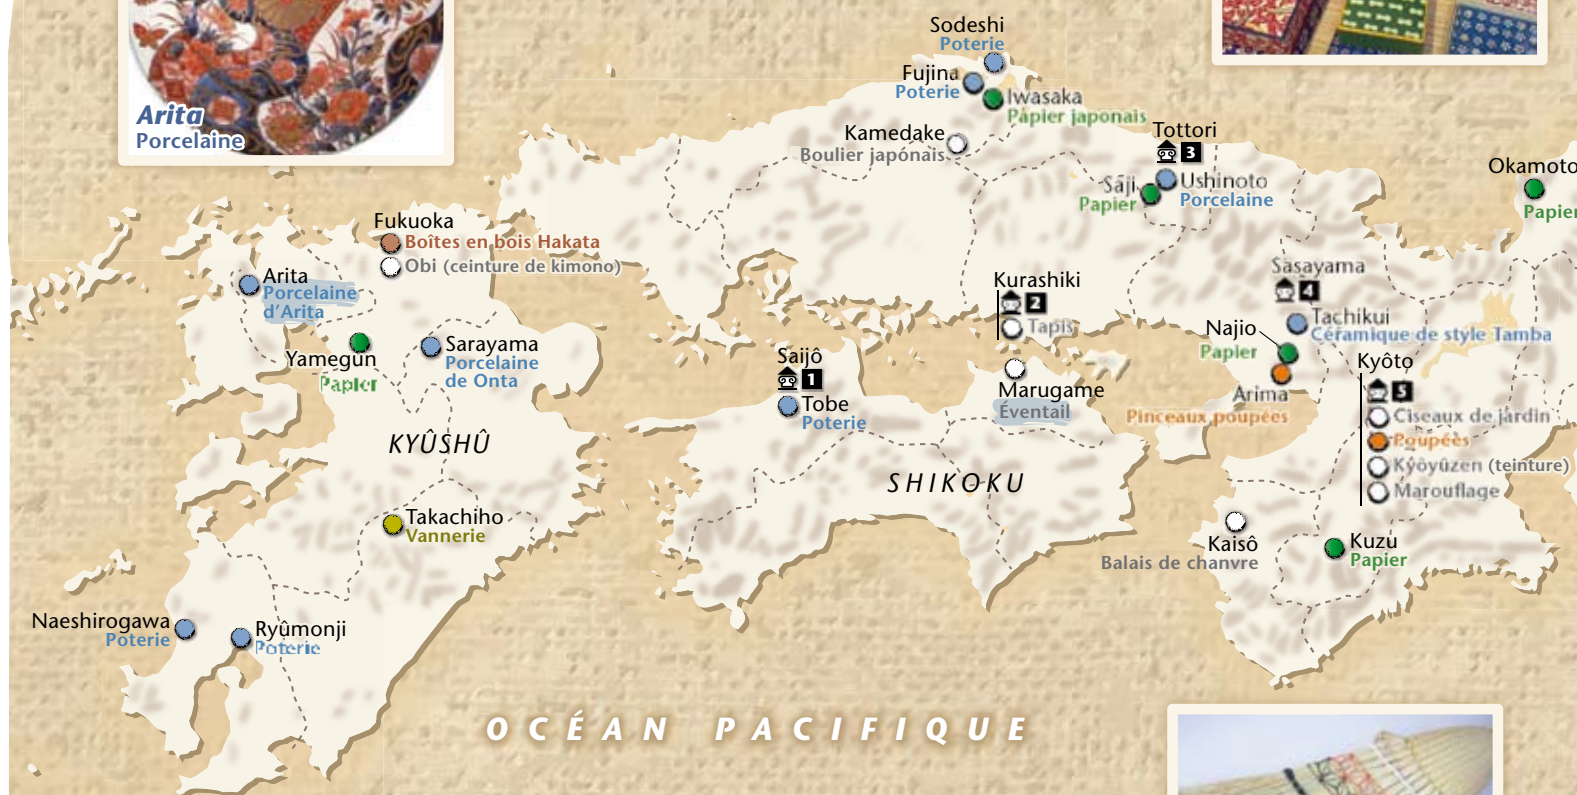 Arita
Porcelaine
Sodeshi
Poterie
Fujina
Poterie
Iwasaka
Papier japonais
Kamedake
Boulier japónais
Tottori
3
Sāji
Papier
Ushinoto
Porcelaine
Okamoto
Papier
Fukuoka
Boîtes en bois Hakata
Obi (ceinture de kimono)
Arita
Porcelaine
d'Arita
Yamegun
Papier
Sarayama
Porcelaine
de Onta
Kurashiki
2
Tapis
Sasayama
4
Tachikui
Céramique de style Tamba
Najio
Papier
Arima
Pinceaux poupées
Saijô
1
Tobe
Poterie
Marugame
Éventail
Kyôto
5
Ciseaux de jardin
Poupées
Kyôyûzen (teinture)
Marouflage
KYÛSHÛ
SHIKOKU
Takachiho
Vannerie
Kaisô
Balais de chanvre
Kuzu
Papier
Naeshirogawa
Poterie
Ryûmonji
Poterie
OCÉAN PACIFIQUE